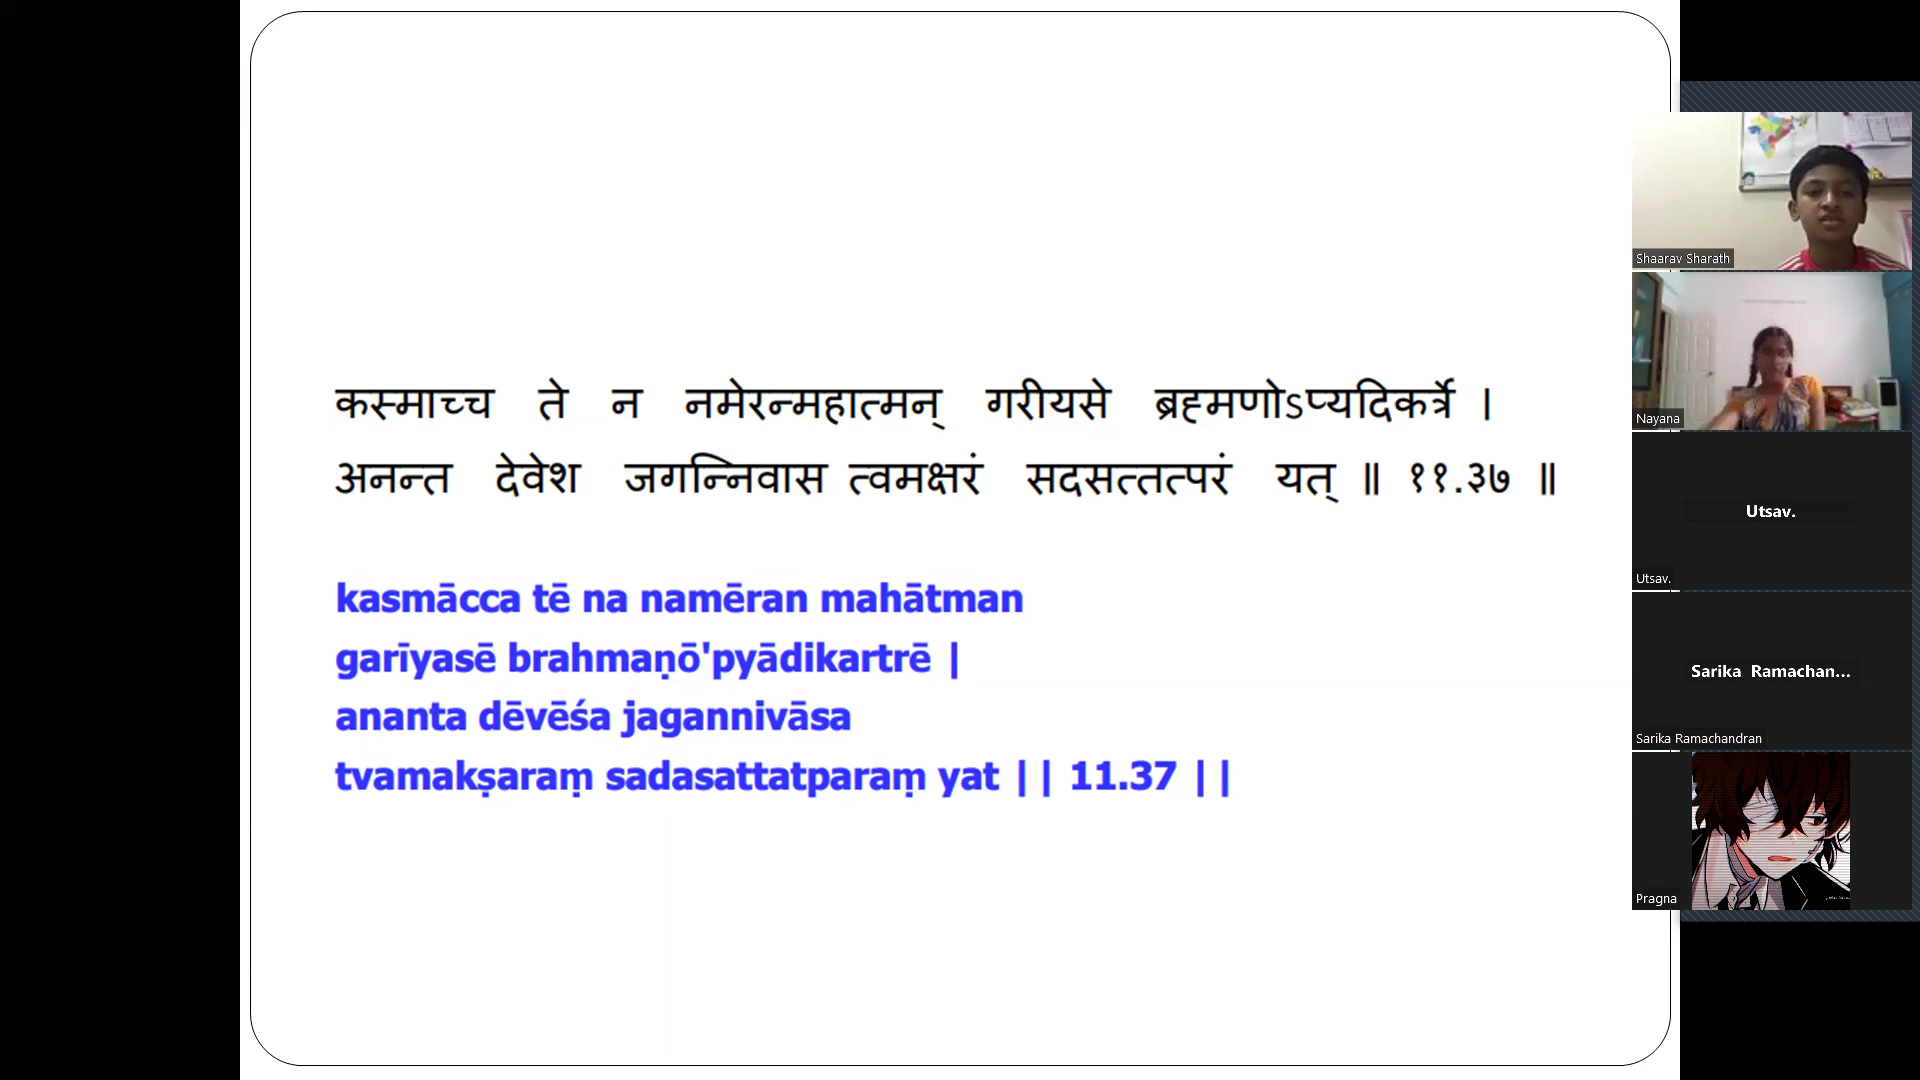 कस्माच्च ते न नमेरन्महात्मन् गरीयसे ब्रह्मणोऽप्यदिकर्त्रे ।
अनन्त देवेश जगन्निवास त्वमक्षरं सदसत्तत्परं यत् ॥ ११.३७ ॥
kasmācca tē na namēran mahātman
garīyasē brahmaṇō'pyādikartrē |
ananta dēvēśa jagannivāsa
tvamakṣaraṃ sadasattatparaṃ yat || 11.37 ||
Shaarav Sharath
Nayana
Utsav.
Utsav.
Sarika Ramachan...
Sarika Ramachandran
Pragna